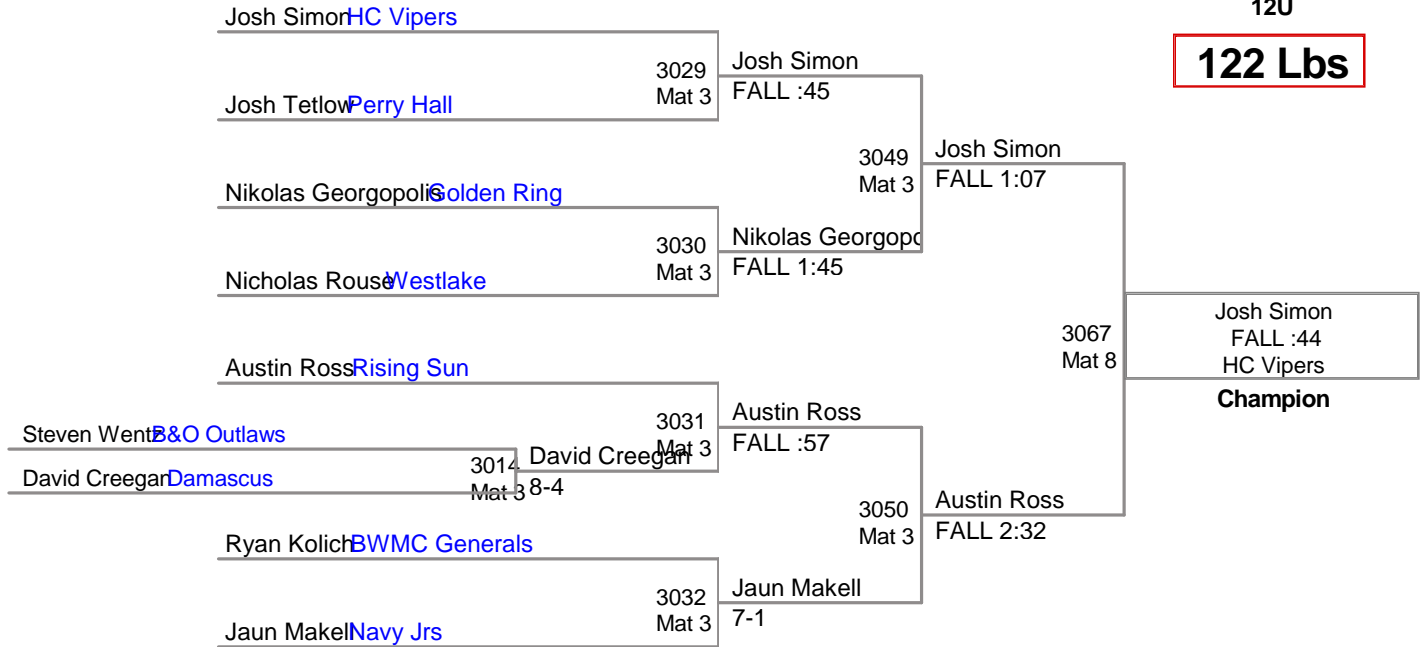 12U
122 Lbs
Josh Simon HC Vipers
3029
Mat 3
Josh Simon
FALL :45
Josh Tetlow Perry Hall
3049
Mat 3
Josh Simon
FALL 1:07
Nikolas Georgopolis Golden Ring
3030
Mat 3
Nikolas Georgopo
FALL 1:45
Nicholas Rouse Westlake
3067
Mat 8
Josh Simon
FALL :44
HC Vipers
Champion
Austin Ross Rising Sun
3031
Mat 3
Austin Ross
FALL :57
Steven Wentz B&O Outlaws
3014
Mat 3
David Creegan
8-4
David Creegan Damascus
3050
Mat 3
Austin Ross
FALL 2:32
Ryan Kolich BWMC Generals
3032
Mat 3
Jaun Makell
7-1
Jaun Makell Navy Jrs